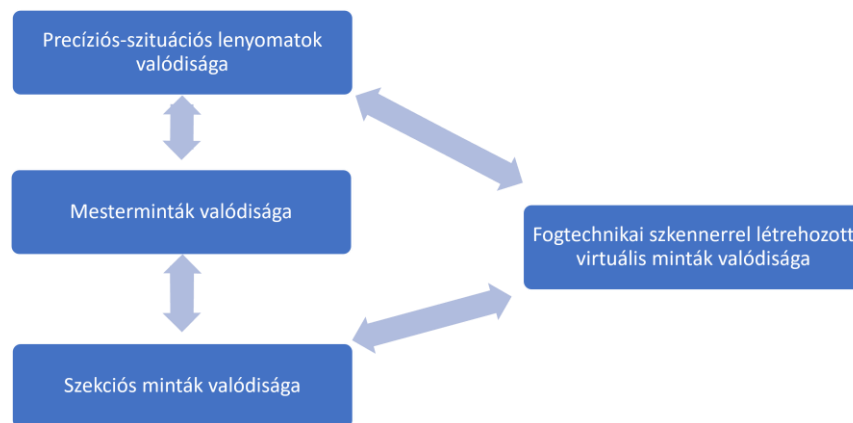 Precíziós-szituációs lenyomatok
valódisága
Mesterminták valódisága
Fogtechnikai szkennerrel létrehozott
virtuális minták valódisága
Szekciós minták valódisága